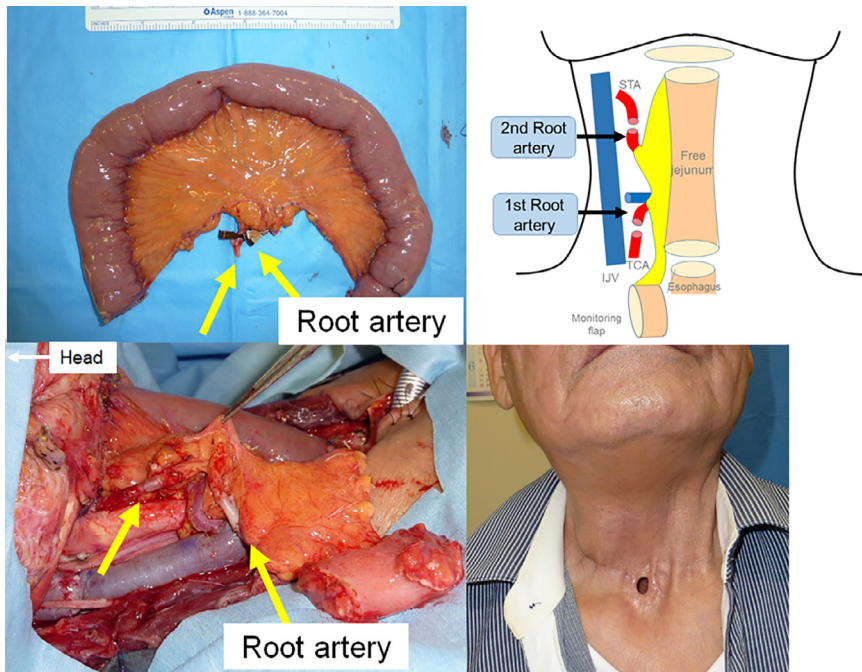 Aspen
1-888-364-7004
Root artery
STA
2nd Root
artery
Free
jejunum
1st Root
artery
IJV
TCA
Esophagus
Monitoring
flap
Head
Root artery
6